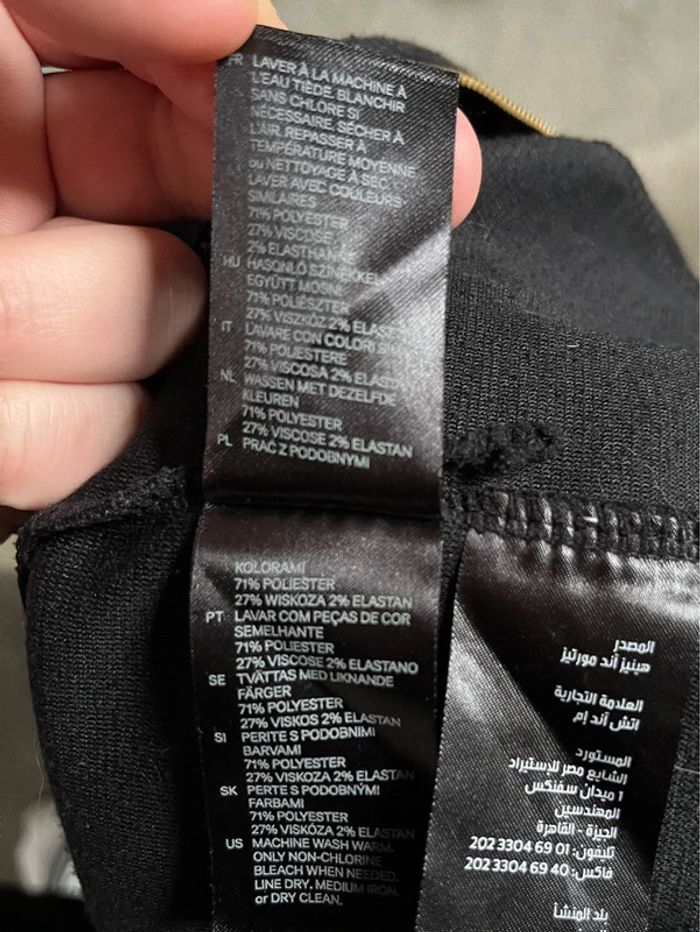 FR LAVER À LA MACHINE À
L'EAU TIÈDE. BLANCHIR
SANS CHLORE SI
NÉCESSAIRE. SÉCHER À
L'AIR. REPASSER À
TEMPÉRATURE MOYENNE
ou NETTOYAGE À SEC.
LAVER AVEC COULEURS
SIMILAIRES
71% POLYESTER
27% VISCOSE
2% ELASTHANNE
HU HASONLÓ SZÍNEKKEL
EGYÜTT MOSNI
71% POLIÉSZTER
27% VISZKÓZ 2% ELASZTÁN
IT LAVARE CON COLORI
71% POLIESTERE
27% VISCOSA 2% ELASTAN
NL WASSEN MET DEZELFDE
KLEUREN
71% POLYESTER
27% VISCOSE 2% ELASTAN
PL PRAĆ Z PODOBNYMI
KOLORAMI
71% POLIESTER
27% WISKOZA 2% ELASTAN
PT LAVAR COM PEÇAS DE COR
SEMELHANTE
71% POLIESTER
27% VISCOSE 2% ELASTANO
SE TVÄTTAS MED LIKNANDE
FÄRGER
71% POLYESTER
27% VISKOS 2% ELASTAN
SI PERITE S PODOBNIMI
BARVAMI
71% POLIESTER
27% VISKOZA 2% ELASTAN
SK PERTE S PODOBNÝMI
FARBAMI
71% POLYESTER
27% VISKÓZA 2% ELASTAN
US MACHINE WASH WARM.
ONLY NON-CHLORINE
BLEACH WHEN NEEDED.
LINE DRY. MEDIUM IRON.
or DRY CLEAN.
المصدر
هينيز آند مورتيز
العلامة التجارية
اتش آند إم
المستورد
الشايع مصر للإستيراد
1 ميدان سفنكس
المهندسين
الجيزة - القاهرة
تليفون: 01 69 3304 202
فاكس: 40 69 3304 202
بلد المنشأ